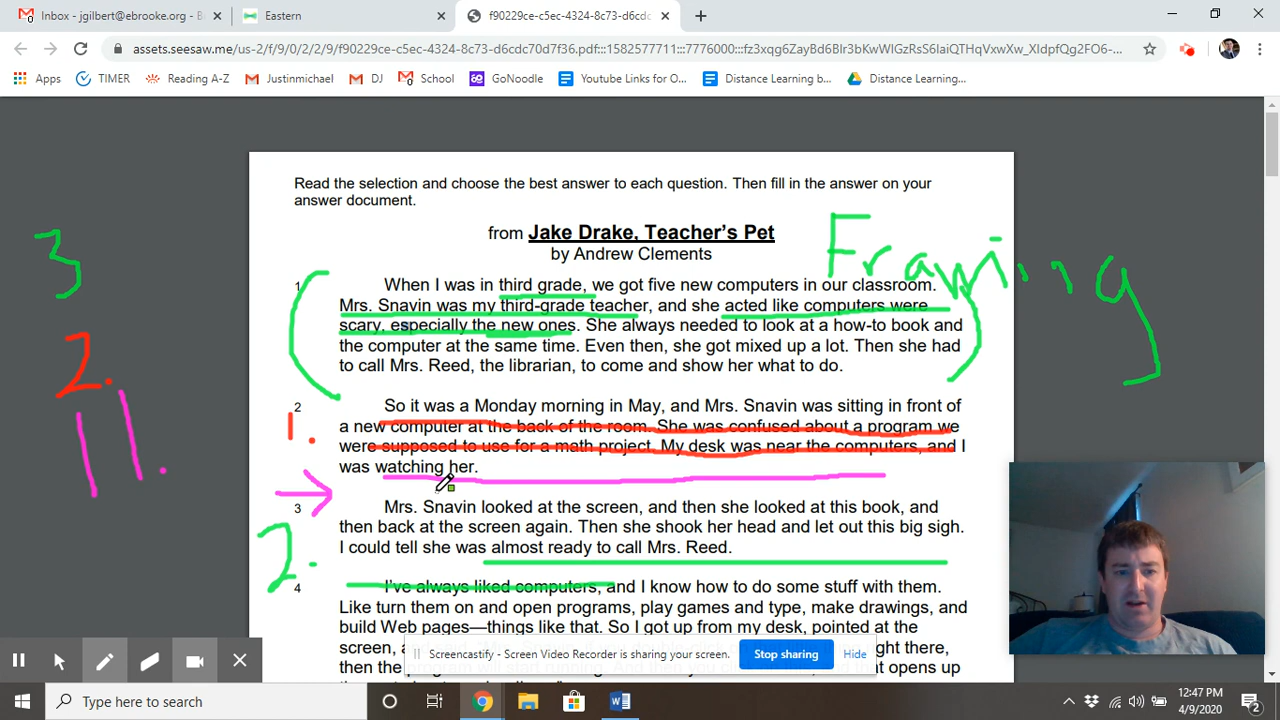 Inbox - jgilbert@ebrooke.org - B
Eastern
f90229ce-c5ec-4324-8c73-d6cdc
assets.seesaw.me/us-2/f/9/0/2/2/9/f90229ce-c5ec-4324-8c73-d6cdc70d7f36.pdf:::1582577711:::7776000:::fz3xqg6ZayBd6BIr3bKwWIGzRsS6IaiQTHqVxwXw_XIdpfQg2FO6-...
Apps TIMER Reading A-Z Justinmichael DJ School GoNoodle Youtube Links for O... Distance Learning b... Distance Learning...
Read the selection and choose the best answer to each question. Then fill in the answer on your
answer document.
from Jake Drake, Teacher's Pet
by Andrew Clements
Framing
3
2.
11.
1 When I was in third grade, we got five new computers in our classroom.
Mrs. Snavin was my third-grade teacher, and she acted like computers were
scary, especially the new ones. She always needed to look at a how-to book and
the computer at the same time. Even then, she got mixed up a lot. Then she had
to call Mrs. Reed, the librarian, to come and show her what to do.
2 So it was a Monday morning in May, and Mrs. Snavin was sitting in front of
1. a new computer at the back of the room. She was confused about a program we
were supposed to use for a math project. My desk was near the computers, and I
was watching her.
3 Mrs. Snavin looked at the screen, and then she looked at this book, and
then back at the screen again. Then she shook her head and let out this big sigh.
2. I could tell she was almost ready to call Mrs. Reed.
4 I've always liked computers, and I know how to do some stuff with them.
Like turn them on and open programs, play games and type, make drawings, and
build Web pages—things like that. So I got up from my desk, pointed at the
screen,
ght there,
then the
at opens up
Screencastify - Screen Video Recorder is sharing your screen. Stop sharing Hide
Type here to search
12:47 PM
4/9/2020
2